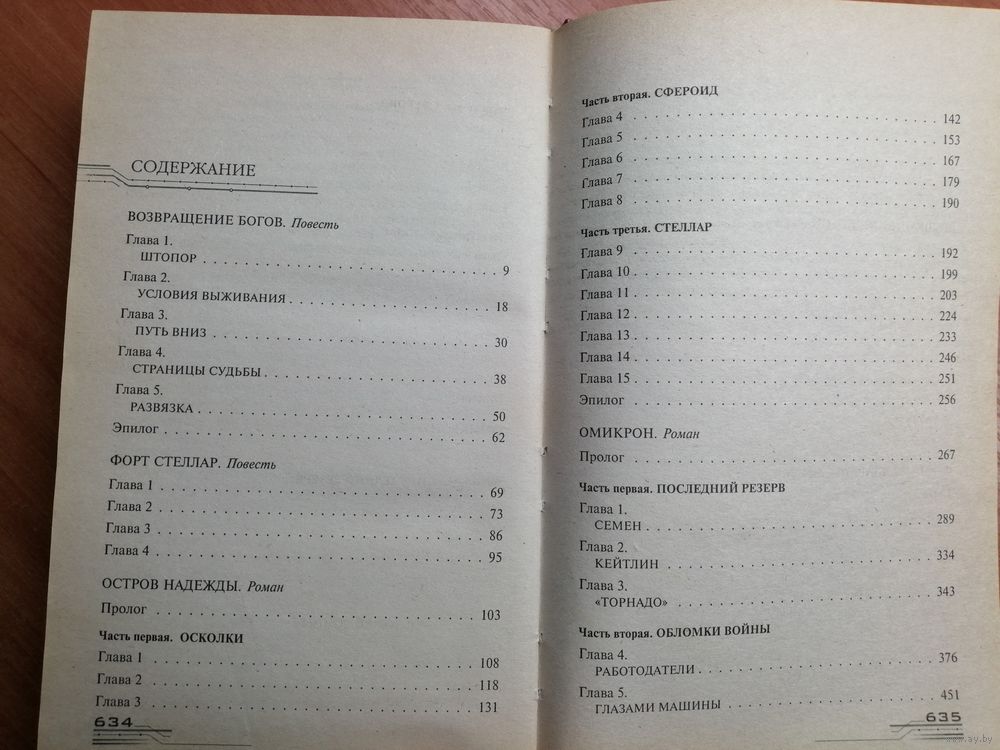 СОДЕРЖАНИЕ
ВОЗВРАЩЕНИЕ БОГОВ. Повесть
Глава 1.
ШТОПОР . . . . . . . . . . . . . . . . . . . . 9
Глава 2.
УСЛОВИЯ ВЫЖИВАНИЯ . . . . . . . . . . . . . . . . . . . . 18
Глава 3.
ПУТЬ ВНИЗ . . . . . . . . . . . . . . . . . . . . 30
Глава 4.
СТРАНИЦЫ СУДЬБЫ . . . . . . . . . . . . . . . . . . . . 38
Глава 5.
РАЗВЯЗКА . . . . . . . . . . . . . . . . . . . . 50
Эпилог . . . . . . . . . . . . . . . . . . . . 62
ФОРТ СТЕЛЛАР. Повесть
Глава 1 . . . . . . . . . . . . . . . . . . . . 69
Глава 2 . . . . . . . . . . . . . . . . . . . . 73
Глава 3 . . . . . . . . . . . . . . . . . . . . 86
Глава 4 . . . . . . . . . . . . . . . . . . . . 95
ОСТРОВ НАДЕЖДЫ. Роман
Пролог . . . . . . . . . . . . . . . . . . . . 103
Часть первая. ОСКОЛКИ
Глава 1 . . . . . . . . . . . . . . . . . . . . 108
Глава 2 . . . . . . . . . . . . . . . . . . . . 118
Глава 3 . . . . . . . . . . . . . . . . . . . . 131
634
Часть вторая. СФЕРОИД
Глава 4 . . . . . . . . . . . . . . . . . . . . 142
Глава 5 . . . . . . . . . . . . . . . . . . . . 153
Глава 6 . . . . . . . . . . . . . . . . . . . . 167
Глава 7 . . . . . . . . . . . . . . . . . . . . 179
Глава 8 . . . . . . . . . . . . . . . . . . . . 190
Часть третья. СТЕЛЛАР
Глава 9 . . . . . . . . . . . . . . . . . . . . 192
Глава 10 . . . . . . . . . . . . . . . . . . . . 199
Глава 11 . . . . . . . . . . . . . . . . . . . . 203
Глава 12 . . . . . . . . . . . . . . . . . . . . 224
Глава 13 . . . . . . . . . . . . . . . . . . . . 233
Глава 14 . . . . . . . . . . . . . . . . . . . . 246
Глава 15 . . . . . . . . . . . . . . . . . . . . 251
Эпилог . . . . . . . . . . . . . . . . . . . . 256
ОМИКРОН. Роман
Пролог . . . . . . . . . . . . . . . . . . . . 267
Часть первая. ПОСЛЕДНИЙ РЕЗЕРВ
Глава 1.
СЕМЕН . . . . . . . . . . . . . . . . . . . . 289
Глава 2.
КЕЙТЛИН . . . . . . . . . . . . . . . . . . . . 334
Глава 3.
«ТОРНАДО» . . . . . . . . . . . . . . . . . . . . 343
Часть вторая. ОБЛОМКИ ВОЙНЫ
Глава 4.
РАБОТОДАТЕЛИ . . . . . . . . . . . . . . . . . . . . 376
Глава 5.
ГЛАЗАМИ МАШИНЫ . . . . . . . . . . . . . . . . . . . . 451
635